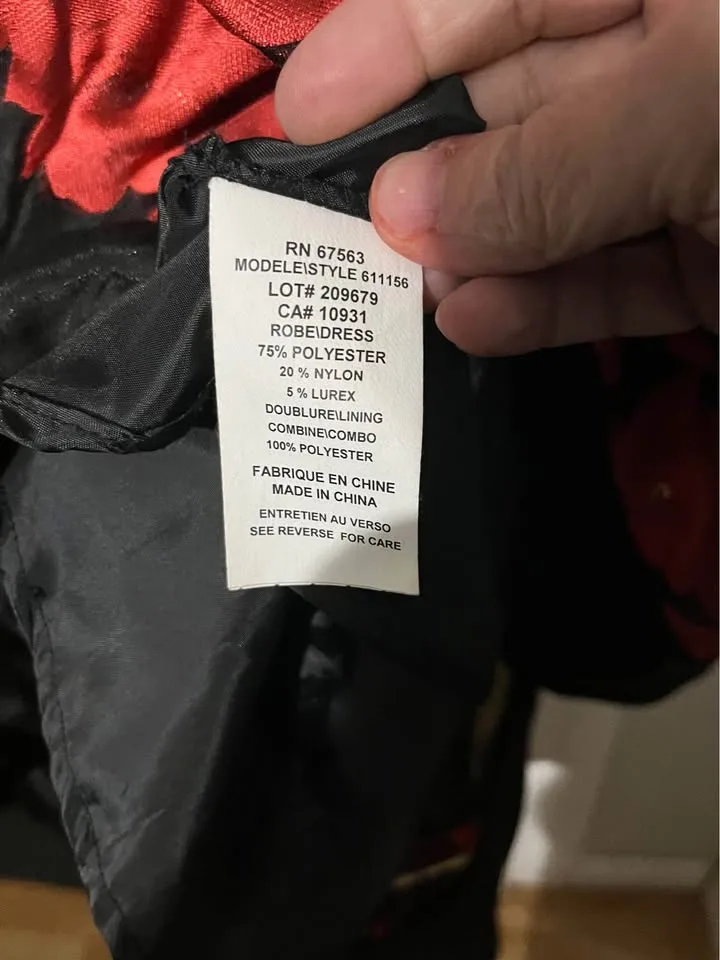 RN 67563
MODELE\STYLE 611156
LOT# 209679
CA# 10931
ROBE\DRESS
75% POLYESTER
20 % NYLON
5 % LUREX
DOUBLURE\LINING
COMBINE\COMBO
100% POLYESTER
FABRIQUE EN CHINE
MADE IN CHINA
ENTRETIEN AU VERSO
SEE REVERSE FOR CARE